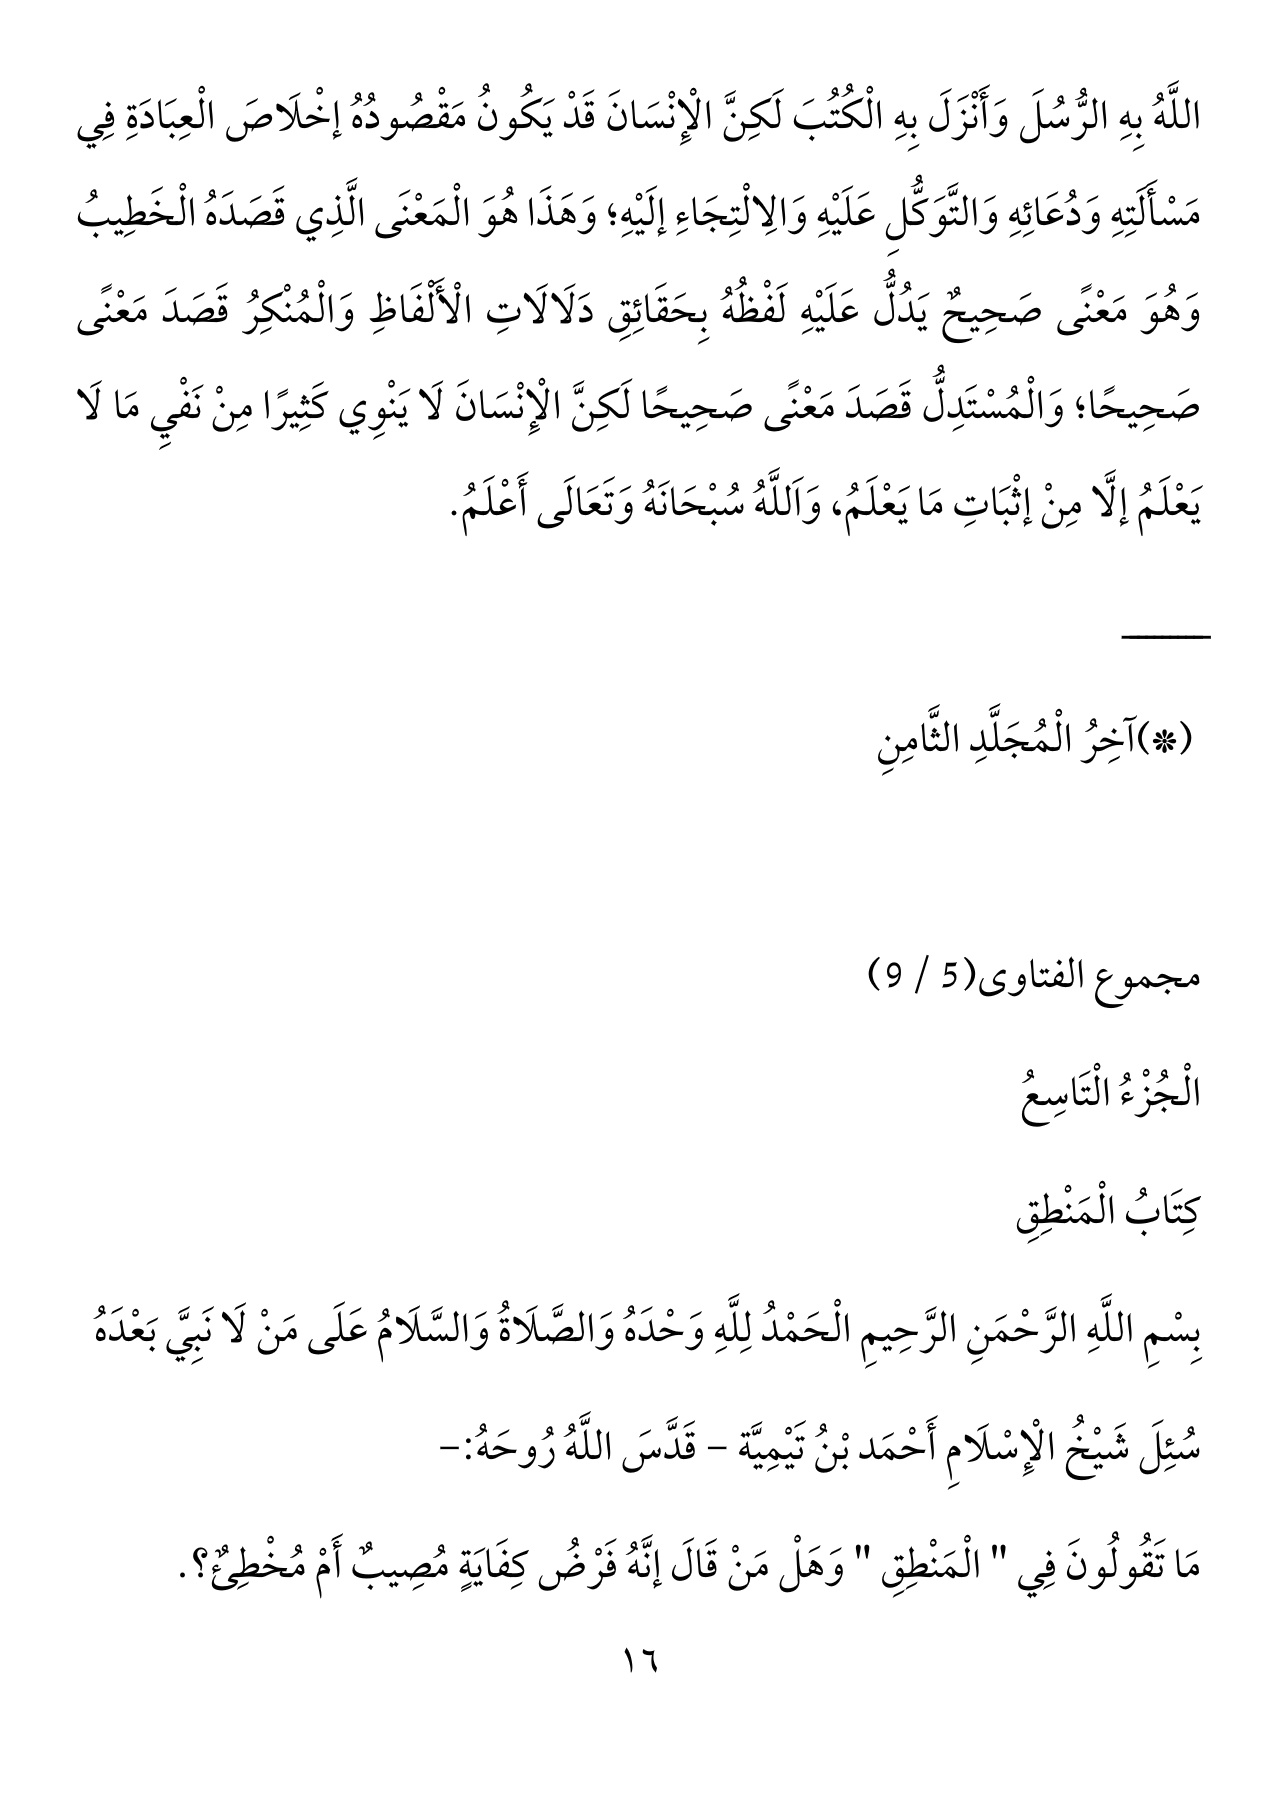 اللَّهُ بِهِ الرُّسُلَ وَأَنْزَلَ بِهِ الْكُتُبَ لَكِنَّ الْإِنْسَانَ قَدْ يَكُونُ مَقْصُودُهُ إخْلَاصَ الْعِبَادَةِ فِي
مَسْأَلَتِهِ وَدُعَائِهِ وَالتَّوَكُّلِ عَلَيْهِ وَالِالْتِجَاءِ إلَيْهِ؛ وَهَذَا هُوَ الْمَعْنَى الَّذِي قَصَدَهُ الْخَطِيبُ
وَهُوَ مَعْنًى صَحِيحٌ يَدُلُّ عَلَيْهِ لَفْظُهُ بِحَقَائِقِ دَلَالَاتِ الْأَلْفَاظِ وَالْمُنْكِرُ قَصَدَ مَعْنًى
صَحِيحًا؛ وَالْمُسْتَدِلُّ قَصَدَ مَعْنًى صَحِيحًا لَكِنَّ الْإِنْسَانَ لَا يَنْوِي كَثِيرًا مِنْ نَفْيِ مَا لَا
يَعْلَمُ إلَّا مِنْ إثْبَاتِ مَا يَعْلَمُ، وَاَللَّهُ سُبْحَانَهُ وَتَعَالَى أَعْلَمُ.
(*)آخِرُ الْمُجَلَّدِ الثَّامِنِ
مجموع الفتاوى(5 / 9)
الْجُزْءُ الْتَاسِعُ
كِتَابُ الْمَنْطِقِ
بِسْمِ اللَّهِ الرَّحْمَنِ الرَّحِيمِ الْحَمْدُ لِلَّهِ وَحْدَهُ وَالصَّلَاةُ وَالسَّلَامُ عَلَى مَنْ لَا نَبِيَّ بَعْدَهُ
سُئِلَ شَيْخُ الْإِسْلَامِ أَحْمَد بْنُ تَيْمِيَّة – قَدَّسَ اللَّهُ رُوحَهُ:–
مَا تَقُولُونَ فِي " الْمَنْطِقِ " وَهَلْ مَنْ قَالَ إنَّهُ فَرْضُ كِفَايَةٍ مُصِيبٌ أَمْ مُخْطِئٌ؟.
١٦